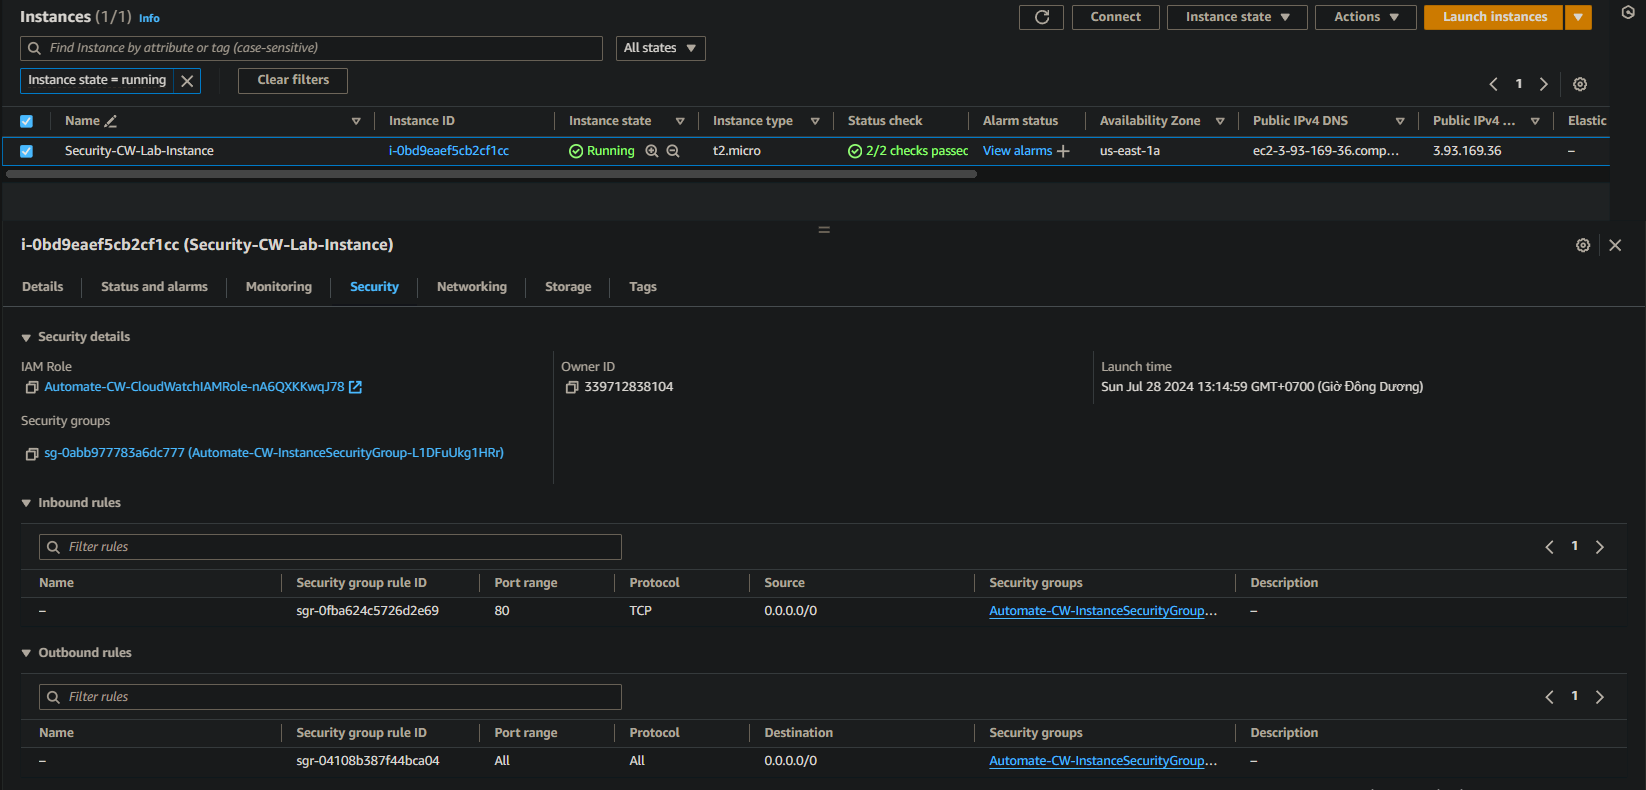 Instances (1/1) Info
Connect
Instance state
Actions
Launch instances
Find Instance by attribute or tag (case-sensitive)
All states
Instance state = running
Clear filters
1
Name Instance ID Instance state Instance type Status check Alarm status Availability Zone Public IPv4 DNS Public IPv4 ... Elastic
Security-CW-Lab-Instance i-0bd9eaef5cb2cf1cc Running t2.micro 2/2 checks passec View alarms us-east-1a ec2-3-93-169-36.comp... 3.93.169.36 –
i-0bd9eaef5cb2cf1cc (Security-CW-Lab-Instance)
Details Status and alarms Monitoring Security Networking Storage Tags
Security details
IAM Role
Automate-CW-CloudWatchIAMRole-nA6QXKKwqJ78
Owner ID
339712838104
Launch time
Sun Jul 28 2024 13:14:59 GMT+0700 (Giờ Đông Dương)
Security groups
sg-0abb977783a6dc777 (Automate-CW-InstanceSecurityGroup-L1DFuUkg1HRr)
Inbound rules
Filter rules
1
Name Security group rule ID Port range Protocol Source Security groups Description
– sgr-0fba624c5726d2e69 80 TCP 0.0.0.0/0 Automate-CW-InstanceSecurityGroup... –
Outbound rules
Filter rules
1
Name Security group rule ID Port range Protocol Destination Security groups Description
– sgr-04108b387f44bca04 All All 0.0.0.0/0 Automate-CW-InstanceSecurityGroup... –